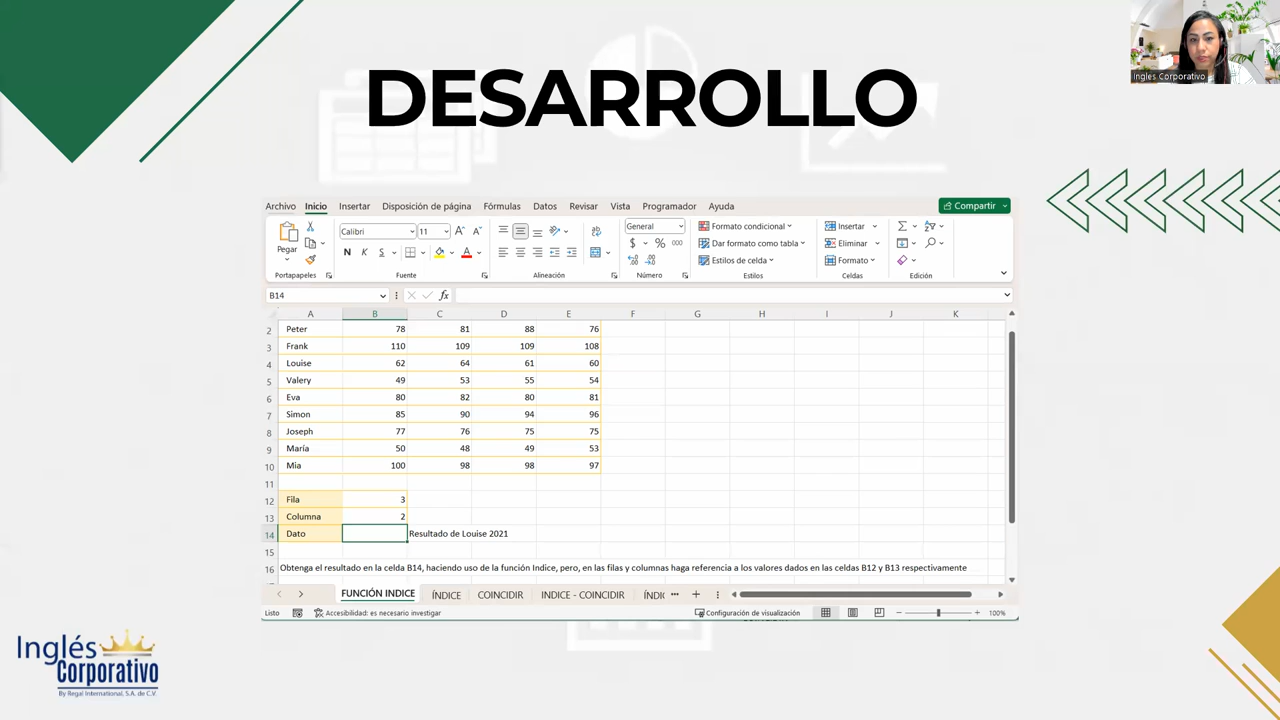 DESARROLLO
Ingles Corporativo
Archivo Inicio Insertar Disposición de página Fórmulas Datos Revisar Vista Programador Ayuda Compartir
Pegar
Calibri 11
N K S
General
$ % 000
Formato condicional
Dar formato como tabla
Estilos de celda
Insertar
Eliminar
Formato
Portapapeles Fuente Alineación Número Estilos Celdas Edición
B14 fx
A B C D E F G H I J K
2 Peter 78 81 88 76
3 Frank 110 109 109 108
4 Louise 62 64 61 60
5 Valery 49 53 55 54
6 Eva 80 82 80 81
7 Simon 85 90 94 96
8 Joseph 77 76 75 75
9 María 50 48 49 53
10 Mia 100 98 98 97
11
12 Fila 3
13 Columna 2
14 Dato Resultado de Louise 2021
15
16 Obtenga el resultado en la celda B14, haciendo uso de la función Indice, pero, en las filas y columnas haga referencia a los valores dados en las celdas B12 y B13 respectivamente
FUNCIÓN INDICE ÍNDICE COINCIDIR INDICE - COINCIDIR ÍNDI ... +
Listo Accesibilidad: es necesario investigar Configuración de visualización 100%
Inglés
Corporativo
By Regal International, S.A. de C.V.